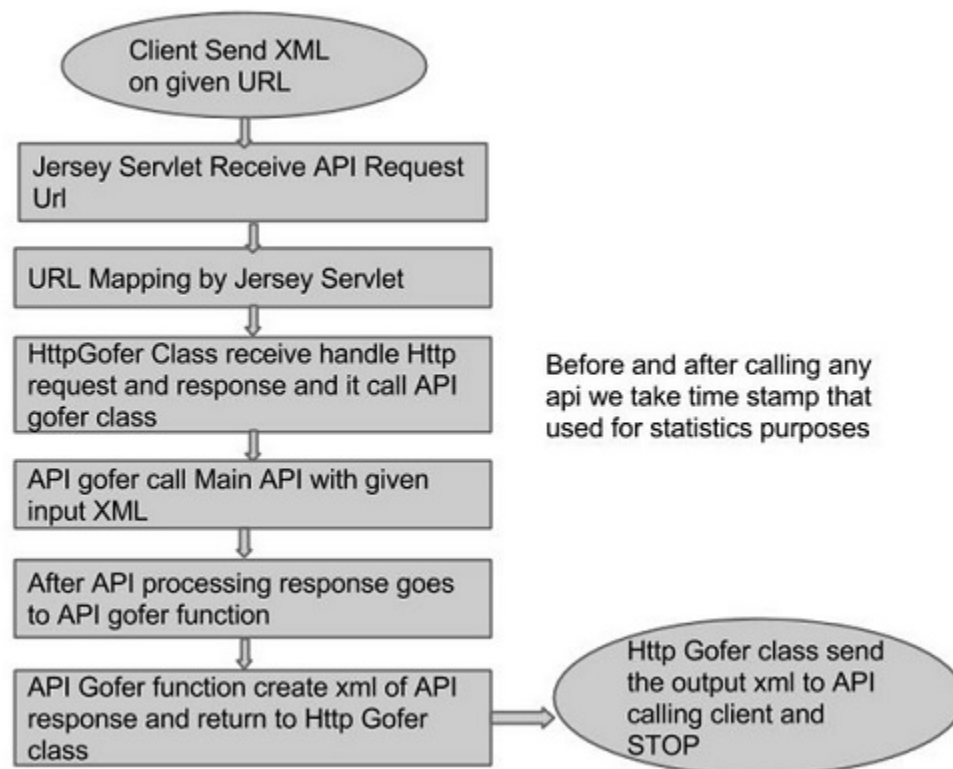 Client Send XML
on given URL
Jersey Servlet Receive API Request
Url
URL Mapping by Jersey Servlet
HttpGofer Class receive handle Http
request and response and it call API
gofer class
Before and after calling any
api we take time stamp that
used for statistics purposes
API gofer call Main API with given
input XML
After API processing response goes
to API gofer function
API Gofer function create xml of API
response and return to Http Gofer
class
Http Gofer class send
the output xml to API
calling client and
STOP